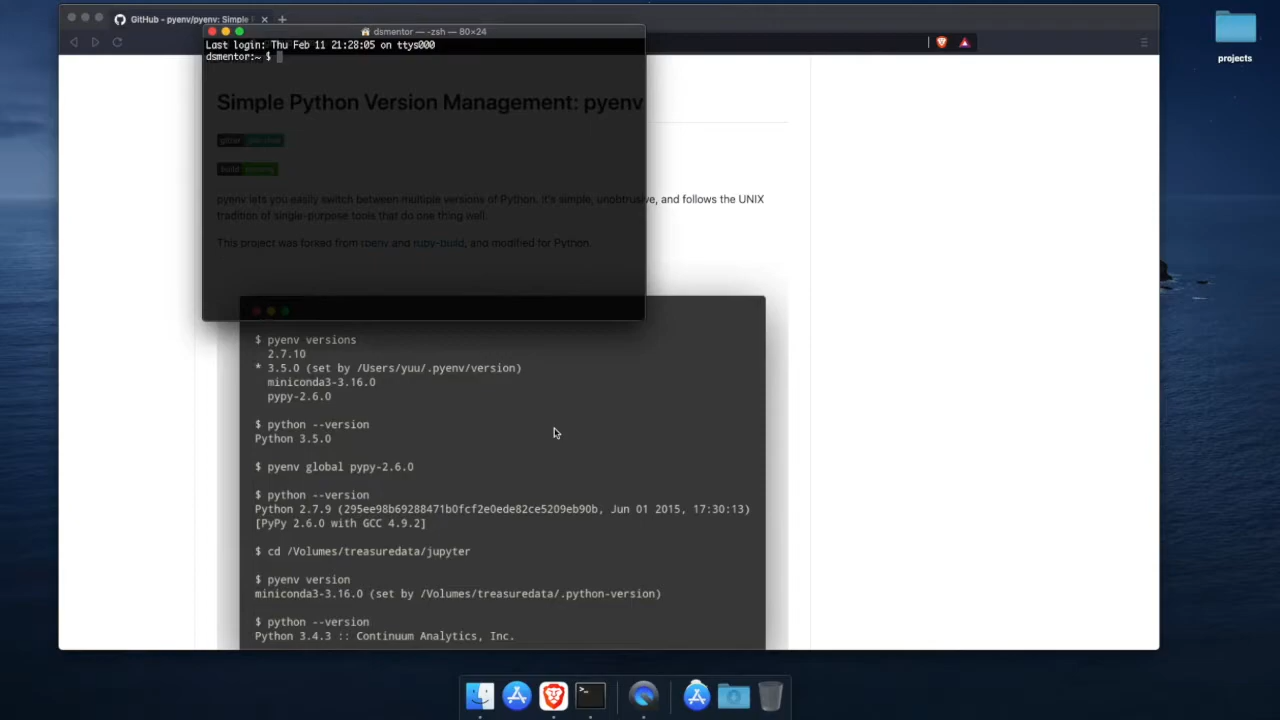 GitHub - pyenv/pyenv: Simple
projects
dsmentor — -zsh — 80×24
Last login: Thu Feb 11 21:28:05 on ttys000
dsmentor:~ $
Simple Python Version Management: pyenv
gitter
build passing
pyenv lets you easily switch between multiple versions of Python. It's simple, unobtrusive, and follows the UNIX
tradition of single-purpose tools that do one thing well.
This project was forked from rbenv and ruby-build, and modified for Python.
$ pyenv versions
2.7.10
* 3.5.0 (set by /Users/yuu/.pyenv/version)
miniconda3-3.16.0
pypy-2.6.0
$ python --version
Python 3.5.0
$ pyenv global pypy-2.6.0
$ python --version
Python 2.7.9 (295ee98b69288471b0fcf2e0ede82ce5209eb90b, Jun 01 2015, 17:30:13)
[PyPy 2.6.0 with GCC 4.9.2]
$ cd /Volumes/treasuredata/jupyter
$ pyenv version
miniconda3-3.16.0 (set by /Volumes/treasuredata/.python-version)
$ python --version
Python 3.4.3 :: Continuum Analytics, Inc.